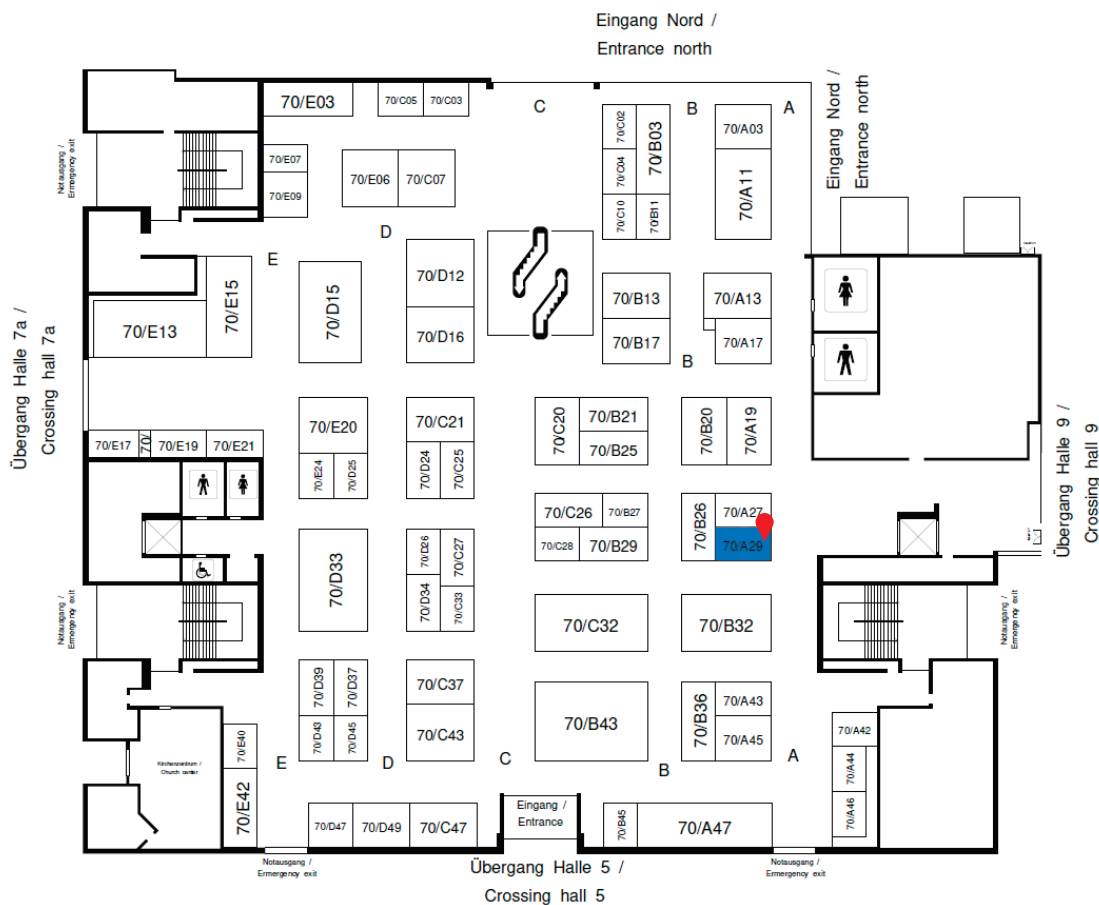 Eingang Nord /
Entrance north
Eingang Nord /
Entrance north
70/E03
70/C05
70/C03
C
70/C02
70/B03
B
70/A03
A
Notausgang /
Ermergency exit
70/E07
70/E09
70/E06
70/C07
70/C04
70/A11
70/C10
70/B11
D
E
70/D12
70/E15
70/D15
70/B13
70/A13
70/E13
70/D16
70/B17
70/A17
B
Übergang Halle 7a /
Crossing hall 7a
70/E20
70/C21
70/C20
70/B21
70/B20
70/A19
70/E17
70/
70/E19
70/E21
70/B25
70/E24
70/D25
70/D24
70/C25
Übergang Halle 9 /
Crossing hall 9
70/C26
70/B27
70/B26
70/A27
70/C28
70/B29
70/A29
70/D33
70/D26
70/C27
70/D34
70/C33
Notausgang /
Ermergency exit
70/C32
70/B32
Notausgang /
Ermergency exit
70/D39
70/D37
70/C37
70/B43
70/B36
70/A43
70/D43
70/D45
70/C43
70/A45
70/A42
70/E40
Kirchenzentrum /
Church center
70/A44
E
D
C
B
A
70/E42
70/A46
70/D47
70/D49
70/C47
Eingang /
Entrance
70/B45
70/A47
Notausgang /
Ermergency exit
Übergang Halle 5 /
Crossing hall 5
Notausgang /
Ermergency exit